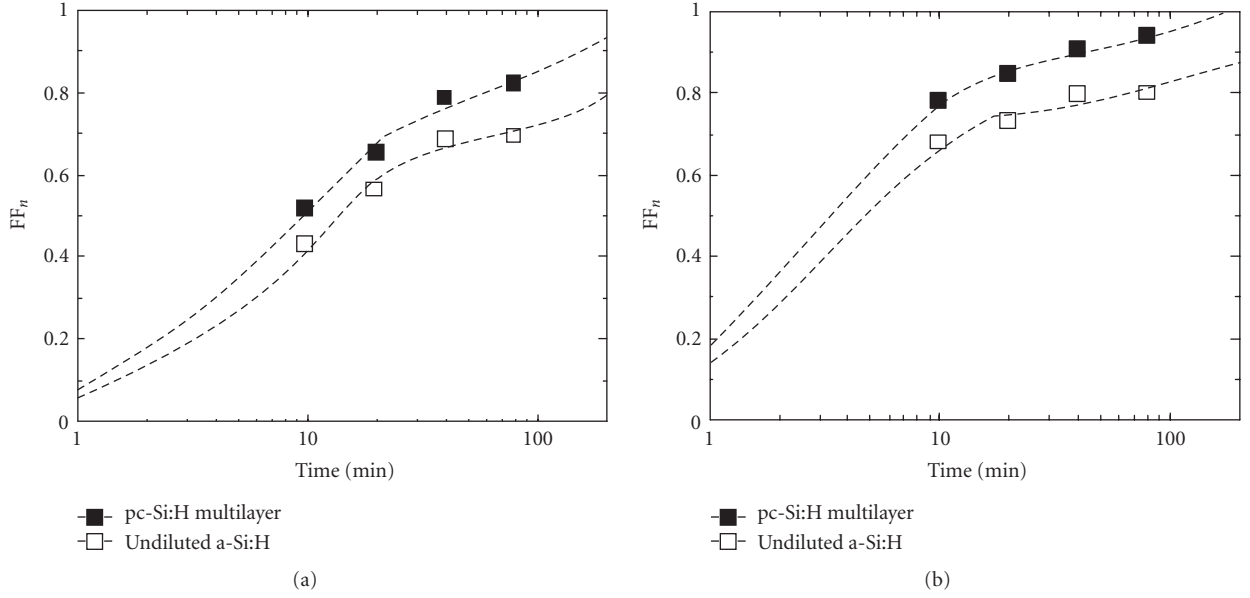 1
0.8
0.6
0.4
0.2
0
FFn
1
10
100
Time (min)
pc-Si:H multilayer
Undiluted a-Si:H
(a)
1
0.8
0.6
0.4
0.2
0
FFn
1
10
100
Time (min)
pc-Si:H multilayer
Undiluted a-Si:H
(b)